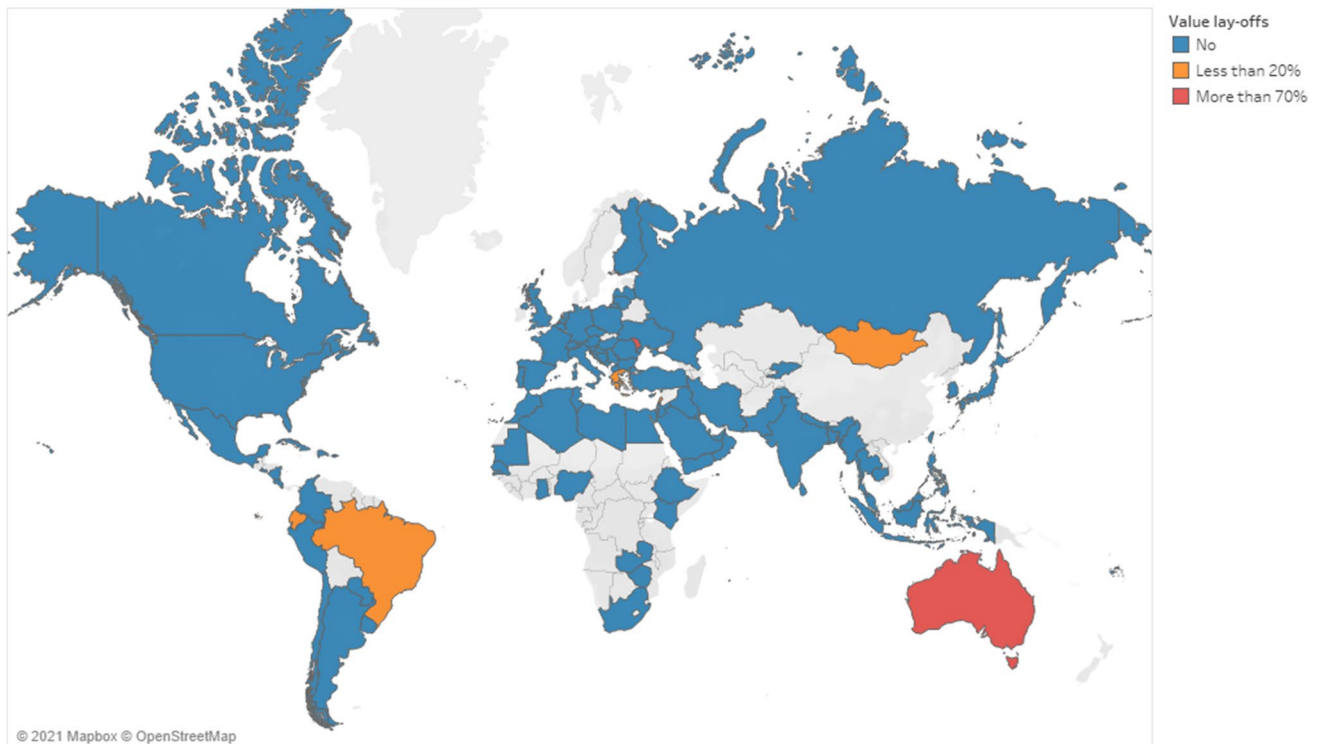 Value lay-offs
No
Less than 20%
More than 70%
© 2021 Mapbox © OpenStreetMap